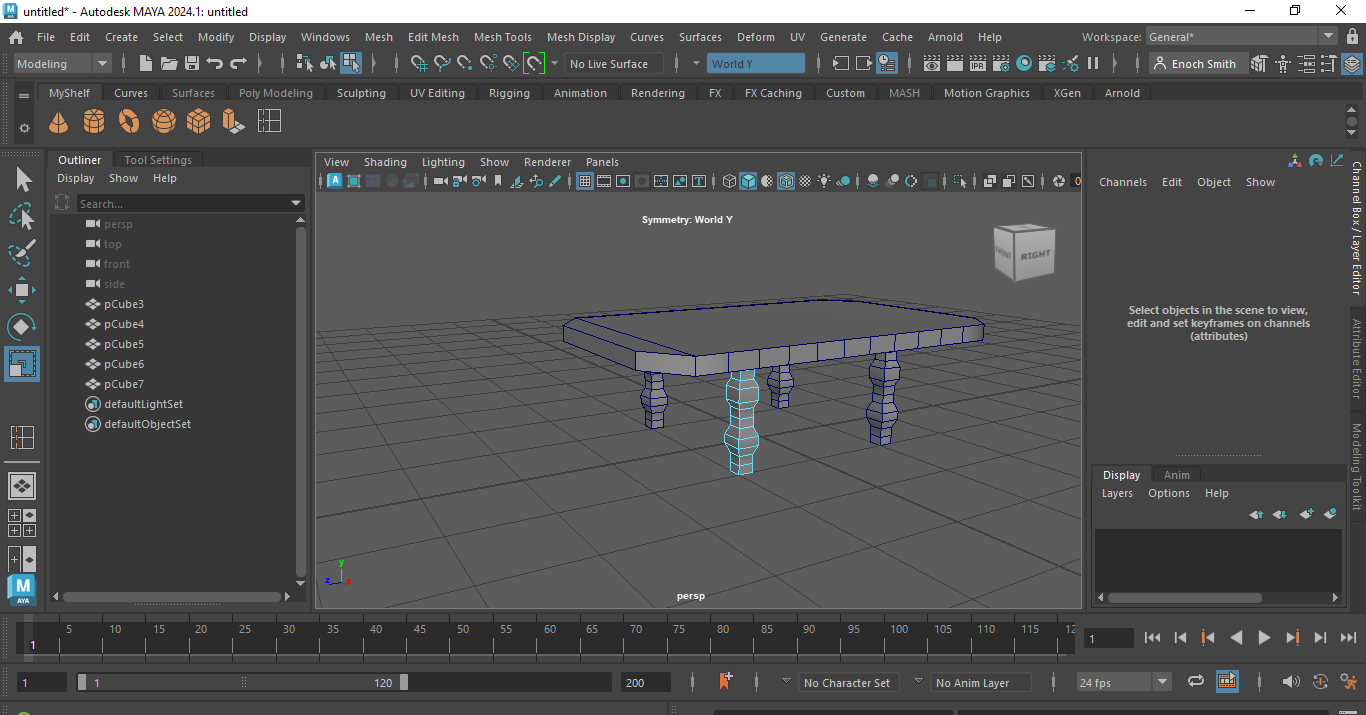 untitled* - Autodesk MAYA 2024.1: untitled
File Edit Create Select Modify Display Windows Mesh Edit Mesh Mesh Tools Mesh Display Curves Surfaces Deform UV Generate Cache Arnold Help Workspace: General*
Modeling No Live Surface World Y IPR Enoch Smith
MyShelf Curves Surfaces Poly Modeling Sculpting UV Editing Rigging Animation Rendering FX FX Caching Custom MASH Motion Graphics XGen Arnold
Outliner Tool Settings
Display Show Help
Search...
persp
top
front
side
pCube3
pCube4
pCube5
pCube6
pCube7
defaultLightSet
defaultObjectSet
View Shading Lighting Show Renderer Panels
Symmetry: World Y
FRONT RIGHT
y
z x
persp
Channels Edit Object Show
Select objects in the scene to view,
edit and set keyframes on channels
(attributes)
Channel Box / Layer Editor
Attribute Editor
Modeling Toolkit
Display Anim
Layers Options Help
M
AYA
5 10 15 20 25 30 35 40 45 50 55 60 65 70 75 80 85 90 95 100 105 110 115 12
1 1
1 1 120 200 No Character Set No Anim Layer 24 fps